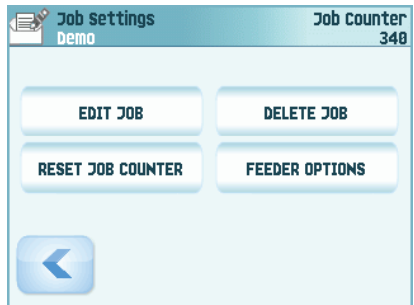 Job Settings
Job Counter
Demo
340
EDIT JOB
DELETE JOB
RESET JOB COUNTER
FEEDER OPTIONS